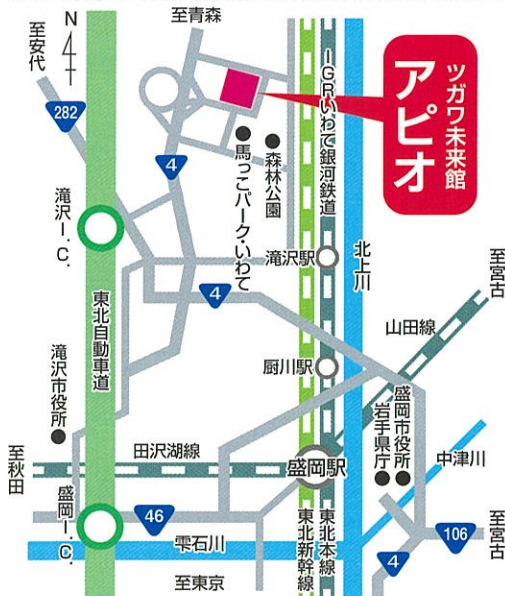 至青森
N
至安代
282
4
ツガワ未来館
アピオ
IGRいわて銀河鉄道
森林公園
馬っこパーク・いわて
滝沢I.C.
滝沢駅
北上川
至宮古
4
山田線
東北自動車道
厨川駅
滝沢市役所
盛岡市役所
岩手県庁
至秋田
田沢湖線
盛岡駅
中津川
盛岡I.C.
46
雫石川
東北新幹線
東北本線
106
至宮古
4
至東京